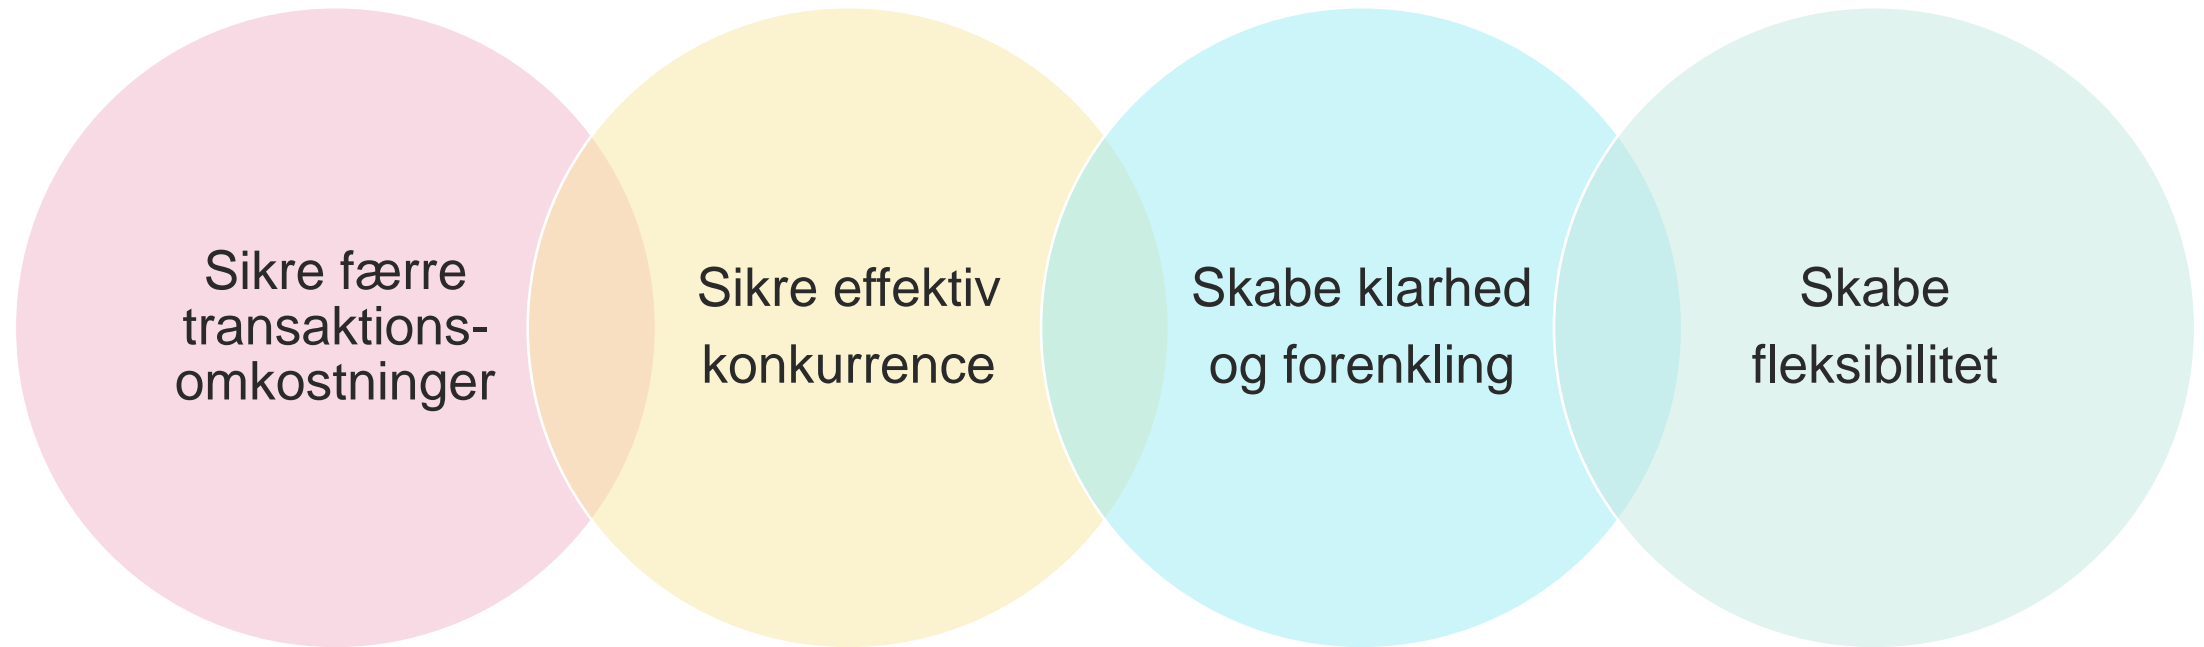 Sikre færre
transaktions-
omkostninger
Sikre effektiv
konkurrence
Skabe klarhed
og forenkling
Skabe
fleksibilitet